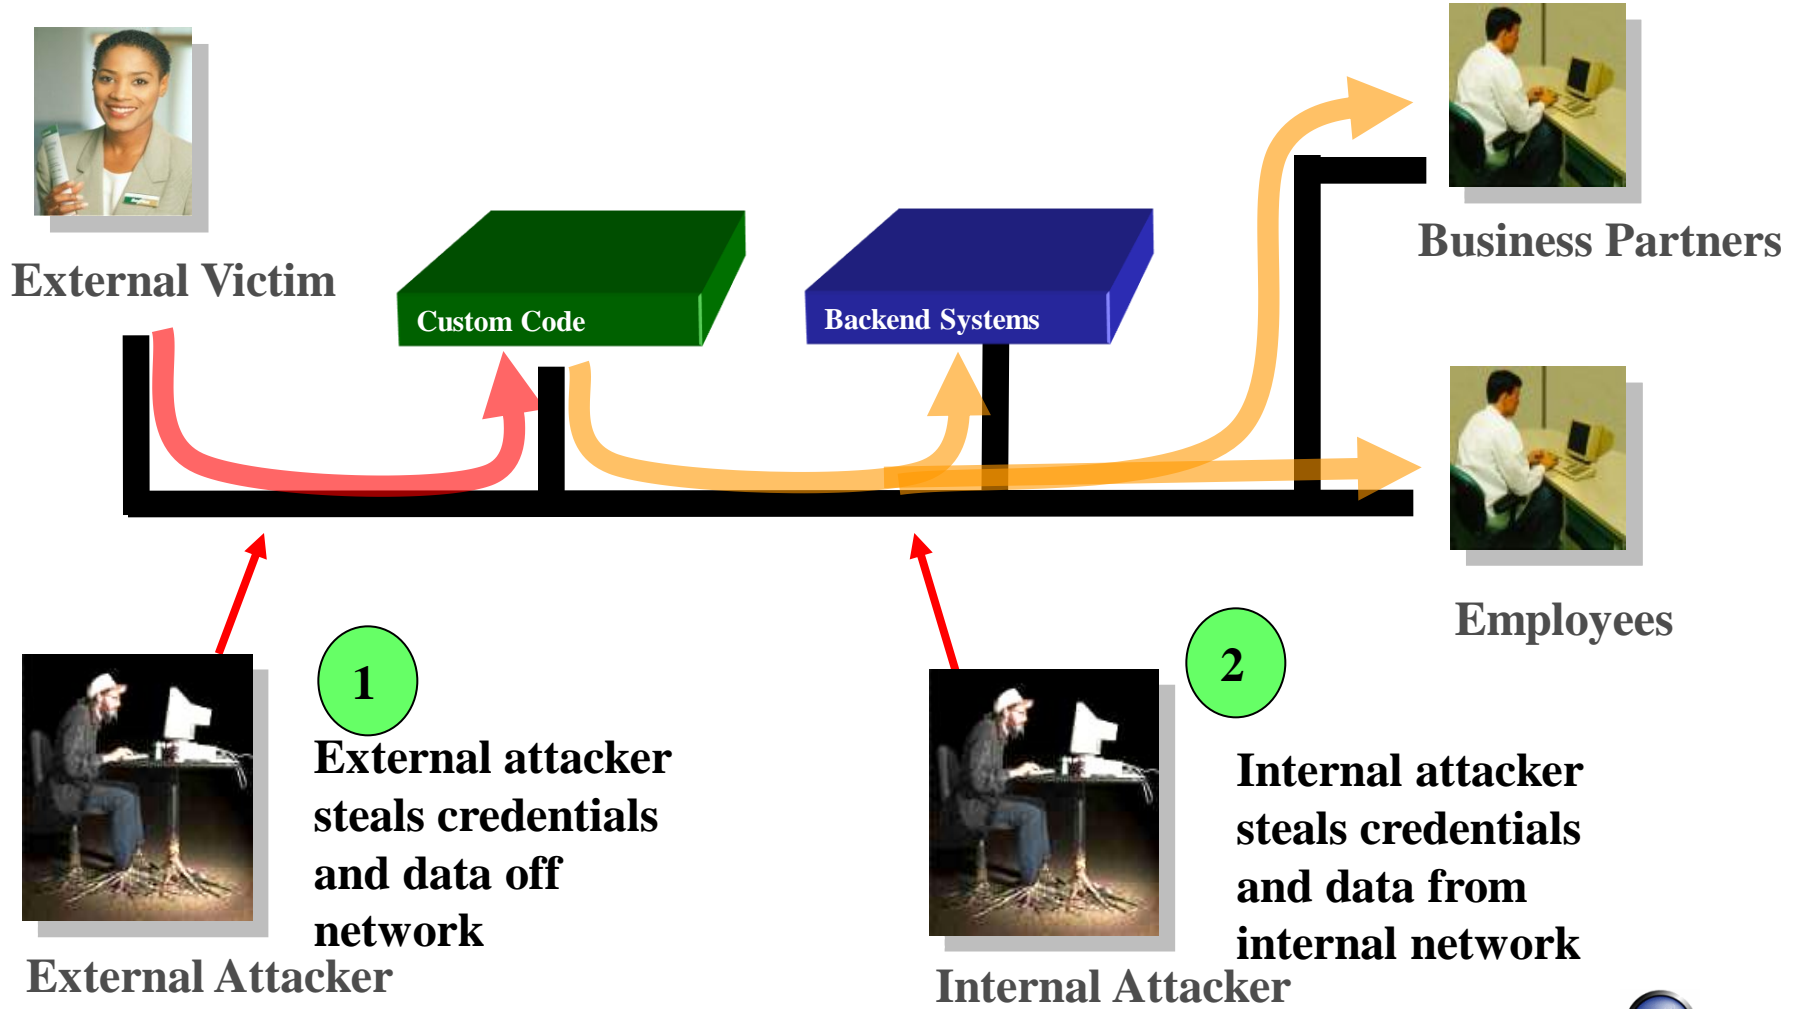 External Victim
Custom Code
Backend Systems
Business Partners
Employees
1
External attacker
steals credentials
and data off
network
External Attacker
2
Internal attacker
steals credentials
and data from
internal network
Internal Attacker